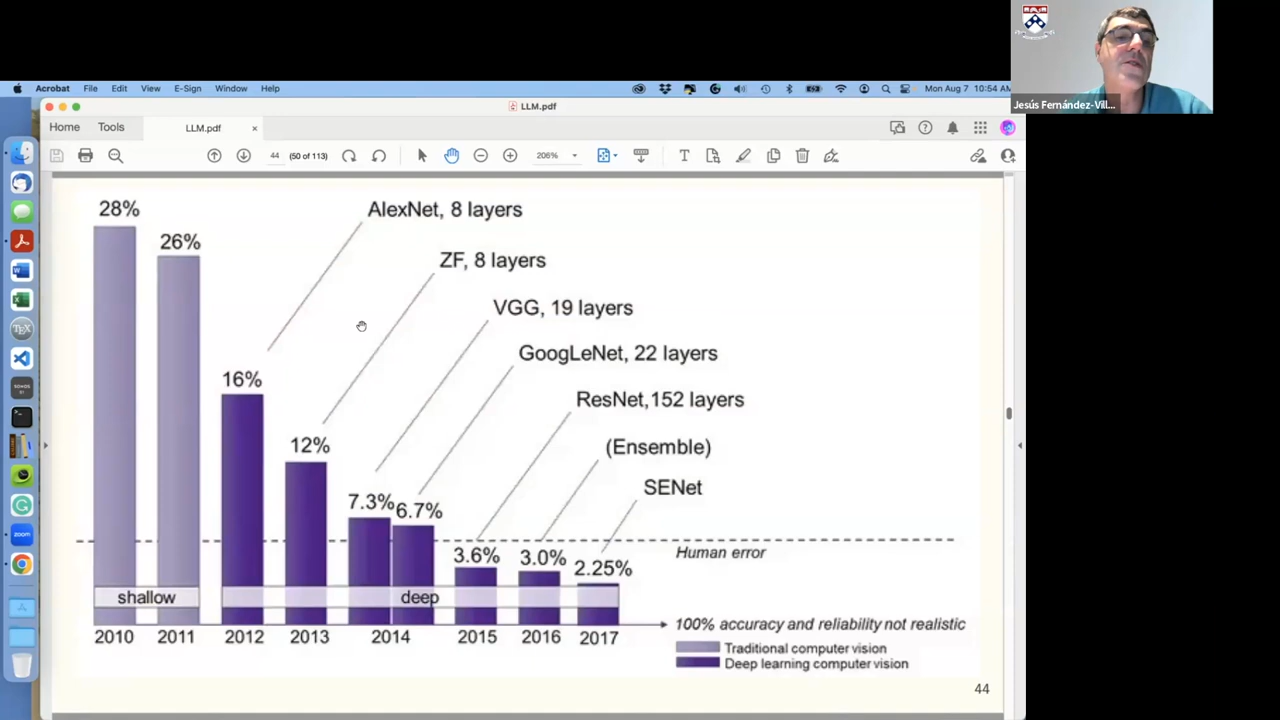 Jesús Fernández-Vill...
Acrobat File Edit View E-Sign Window Help
Mon Aug 7 10:54 AM
LLM.pdf
Home Tools LLM.pdf ×
44 (50 of 113) 206%
28%
AlexNet, 8 layers
26%
ZF, 8 layers
VGG, 19 layers
GoogLeNet, 22 layers
16%
ResNet,152 layers
12%
(Ensemble)
SENet
7.3% 6.7%
3.6% 3.0% 2.25%
Human error
shallow deep
2010 2011 2012 2013 2014 2015 2016 2017
100% accuracy and reliability not realistic
Traditional computer vision
Deep learning computer vision
44
zoom